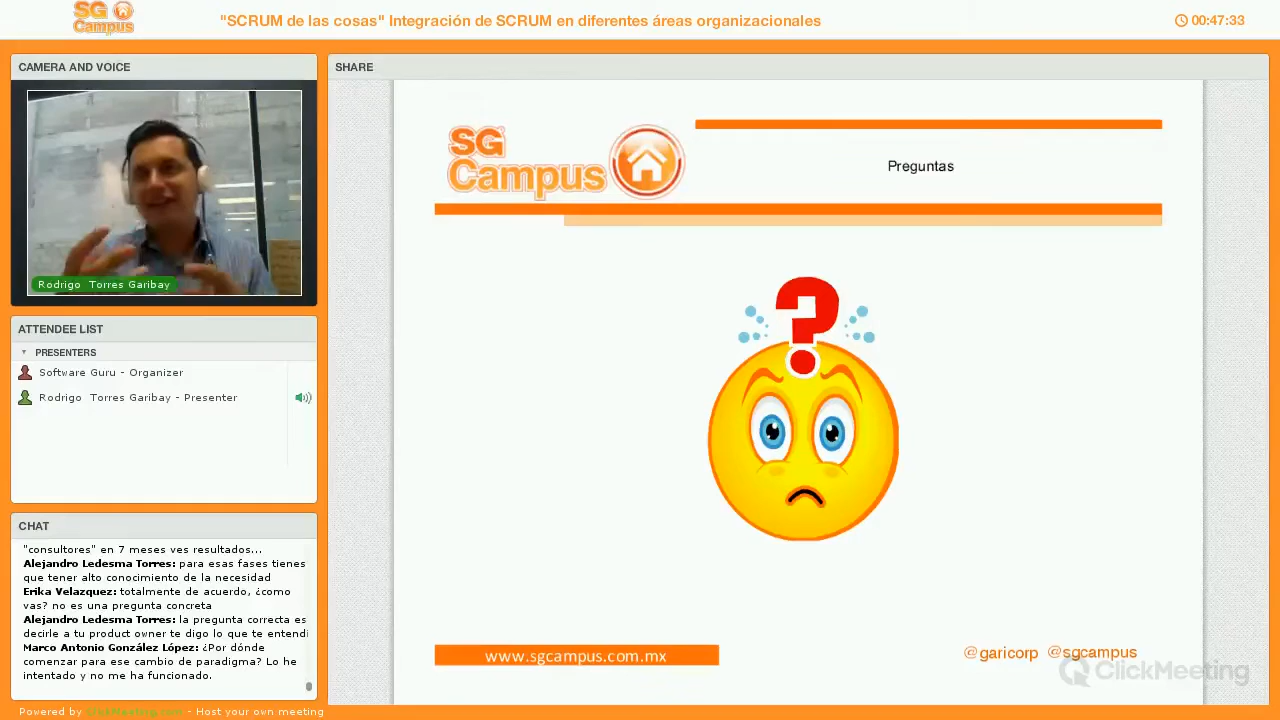 SG Campus
"SCRUM de las cosas" Integración de SCRUM en diferentes áreas organizacionales
00:47:33
CAMERA AND VOICE
Rodrigo Torres Garibay
ATTENDEE LIST
PRESENTERS
Software Guru - Organizer
Rodrigo Torres Garibay - Presenter
CHAT
"consultores" en 7 meses ves resultados...
Alejandro Ledesma Torres: para esas fases tienes
que tener alto conocimiento de la necesidad
Erika Velazquez: totalmente de acuerdo, ¿como
vas? no es una pregunta concreta
Alejandro Ledesma Torres: la pregunta correcta es
decirle a tu product owner te digo lo que te entendi
Marco Antonio González López: ¿Por dónde
comenzar para ese cambio de paradigma? Lo he
intentado y no me ha funcionado.
SHARE
SG
Campus
Preguntas
?
www.sgcampus.com.mx
@garicorp @sgcampus
ClickMeeting
Powered by ClickMeeting.com - Host your own meeting